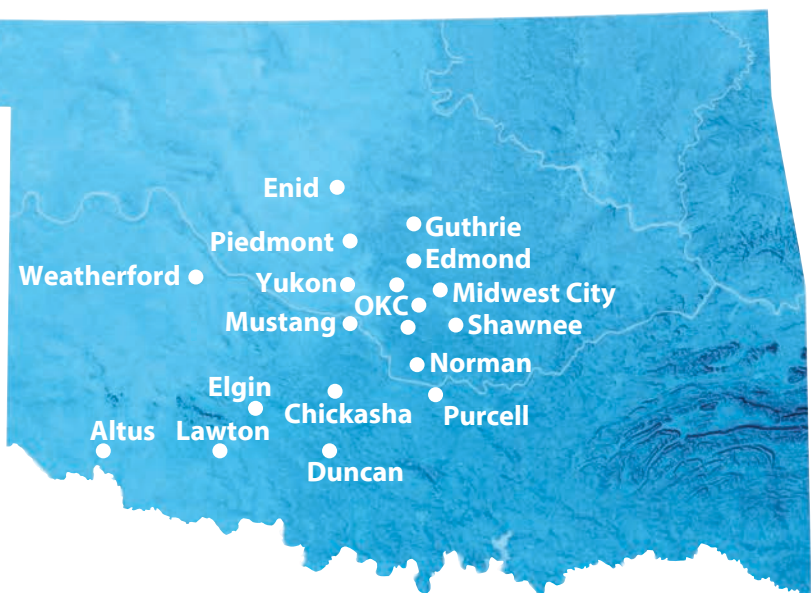 Enid
Guthrie
Piedmont
Edmond
Weatherford
Yukon
Midwest City
OKC
Mustang
Shawnee
Norman
Elgin
Chickasha
Purcell
Altus
Lawton
Duncan